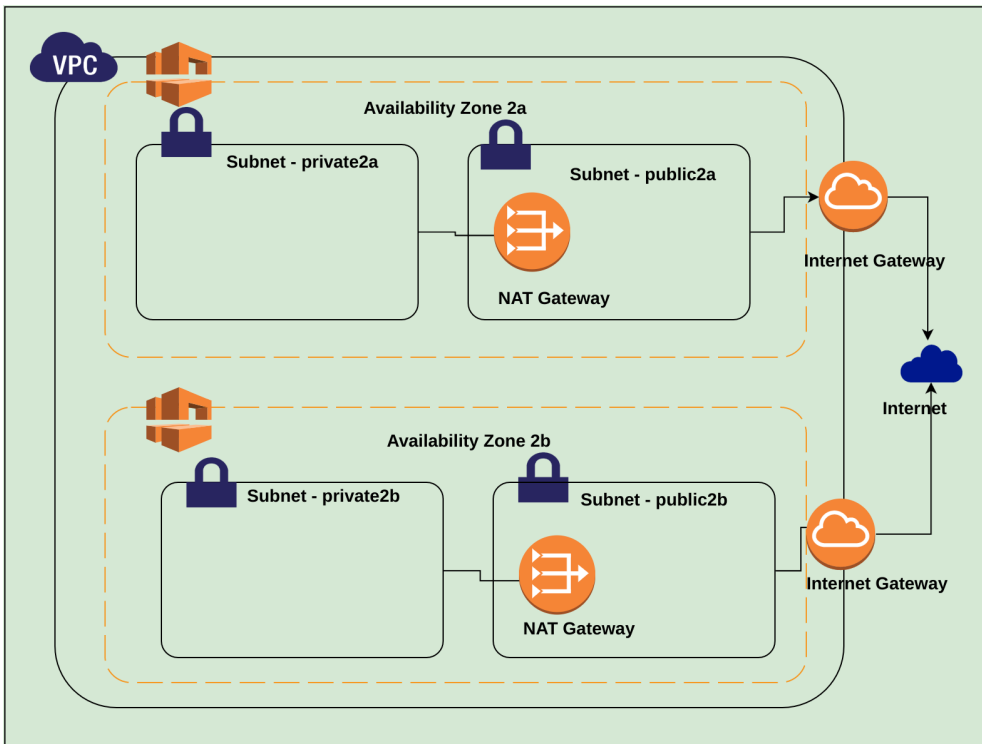 VPC
Availability Zone 2a
Subnet - private2a
Subnet - public2a
NAT Gateway
Internet Gateway
Internet
Availability Zone 2b
Subnet - private2b
Subnet - public2b
NAT Gateway
Internet Gateway